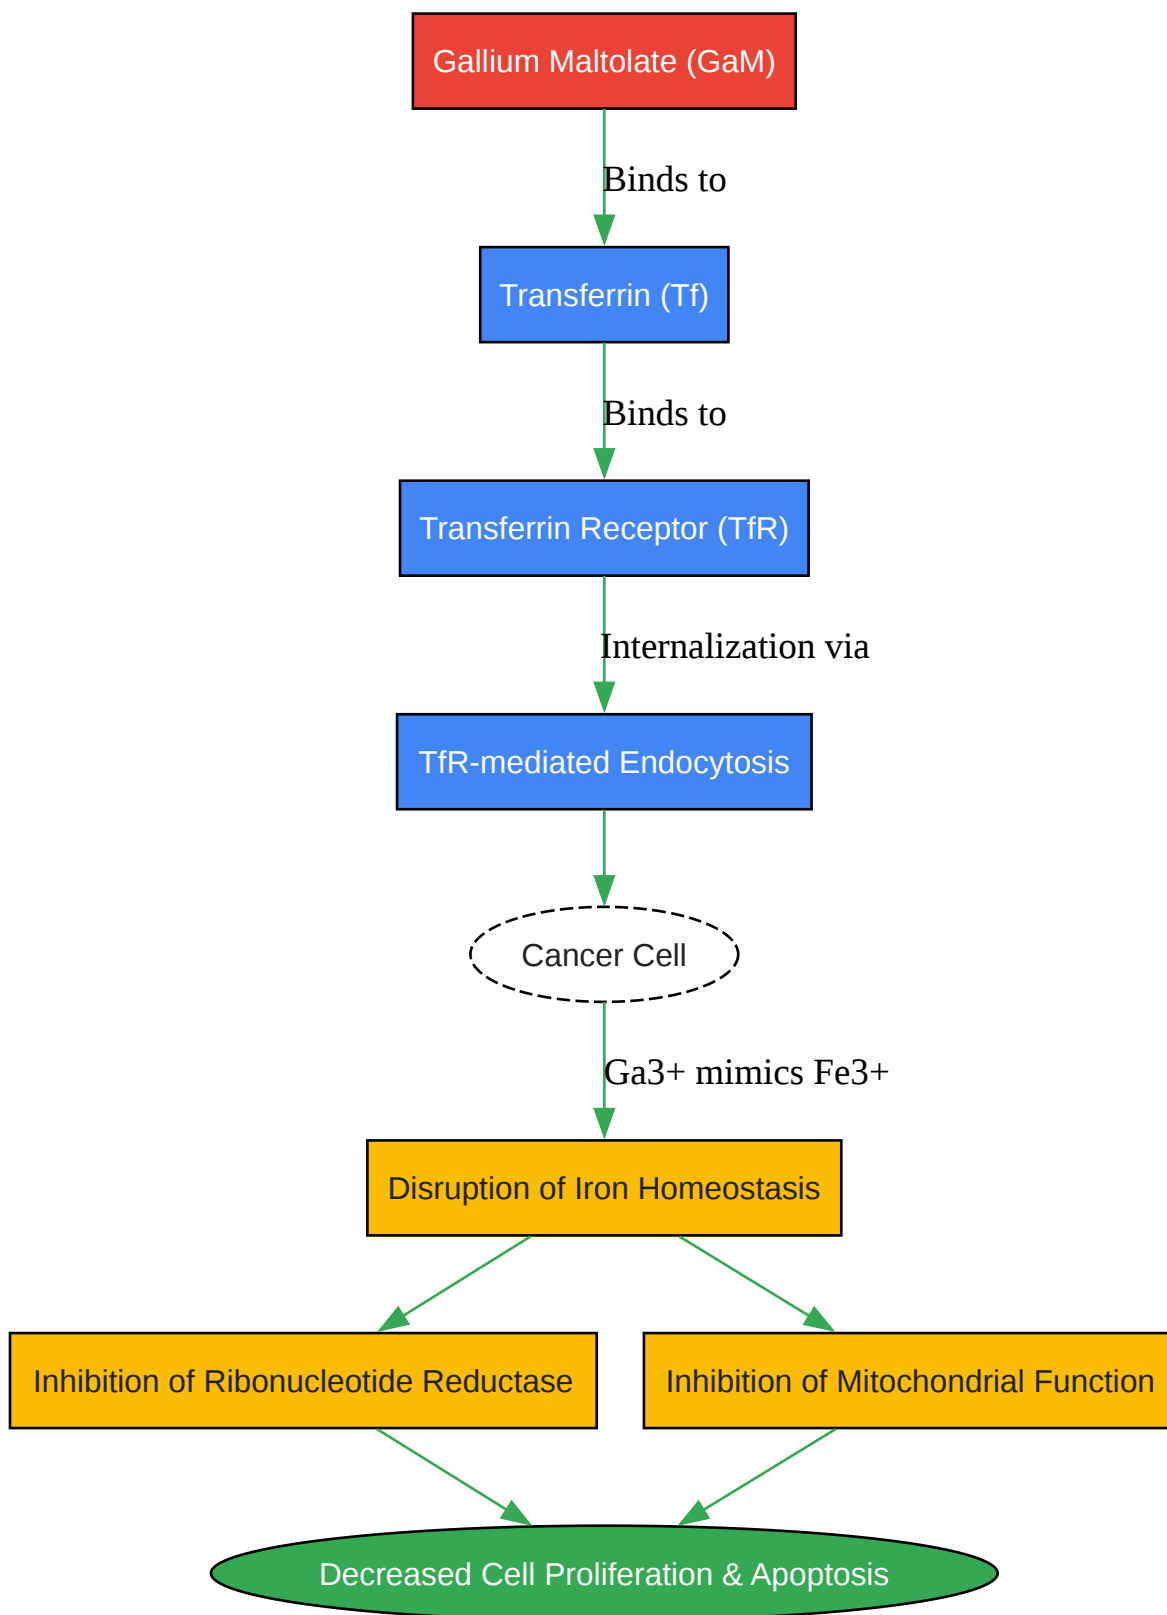 Gallium Maltolate (GaM)
Binds to
Transferrin (Tf)
Binds to
Transferrin Receptor (TfR)
Internalization via
TfR-mediated Endocytosis
Cancer Cell
Ga3+ mimics Fe3+
Disruption of Iron Homeostasis
Inhibition of Ribonucleotide Reductase
Inhibition of Mitochondrial Function
Decreased Cell Proliferation & Apoptosis